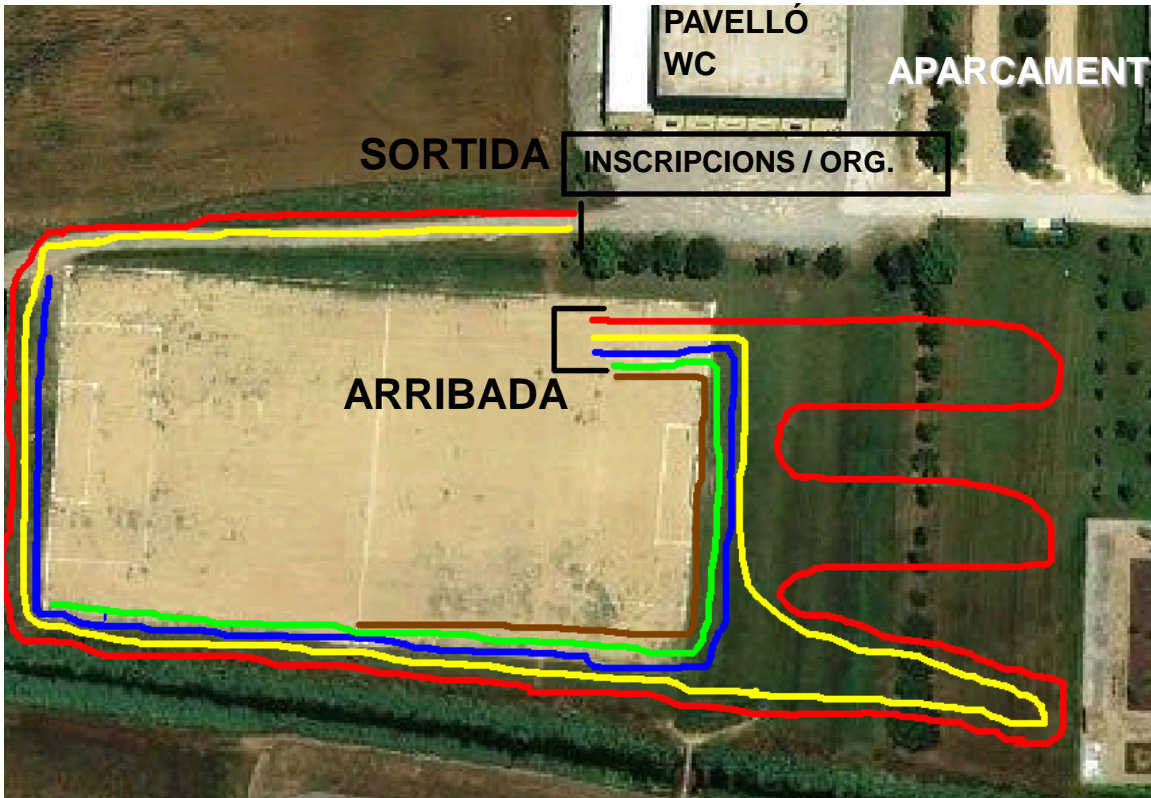 PAVELLÓ
WC
APARCAMENT
SORTIDA
INSCRIPCIONS / ORG.
ARRIBADA